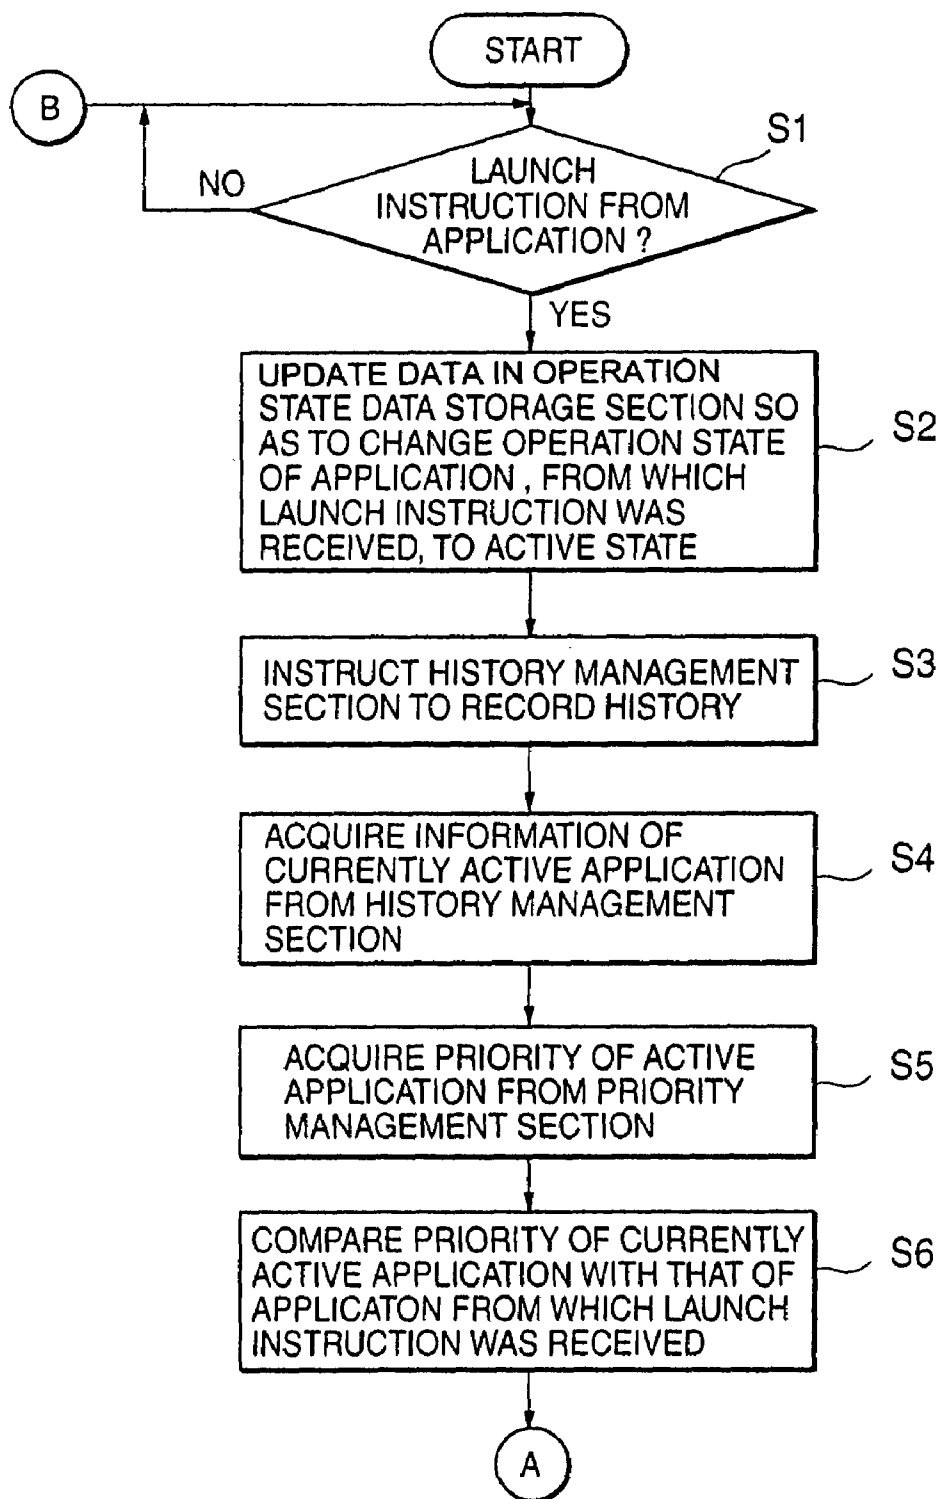 START
B
S1
LAUNCH
INSTRUCTION FROM
APPLICATION ?
NO
YES
UPDATE DATA IN OPERATION
STATE DATA STORAGE SECTION SO
AS TO CHANGE OPERATION STATE
OF APPLICATION , FROM WHICH
LAUNCH INSTRUCTION WAS
RECEIVED, TO ACTIVE STATE
S2
INSTRUCT HISTORY MANAGEMENT
SECTION TO RECORD HISTORY
S3
ACQUIRE INFORMATION OF
CURRENTLY ACTIVE APPLICATION
FROM HISTORY MANAGEMENT
SECTION
S4
ACQUIRE PRIORITY OF ACTIVE
APPLICATION FROM PRIORITY
MANAGEMENT SECTION
S5
COMPARE PRIORITY OF CURRENTLY
ACTIVE APPLICATION WITH THAT OF
APPLICATON FROM WHICH LAUNCH
INSTRUCTION WAS RECEIVED
S6
A